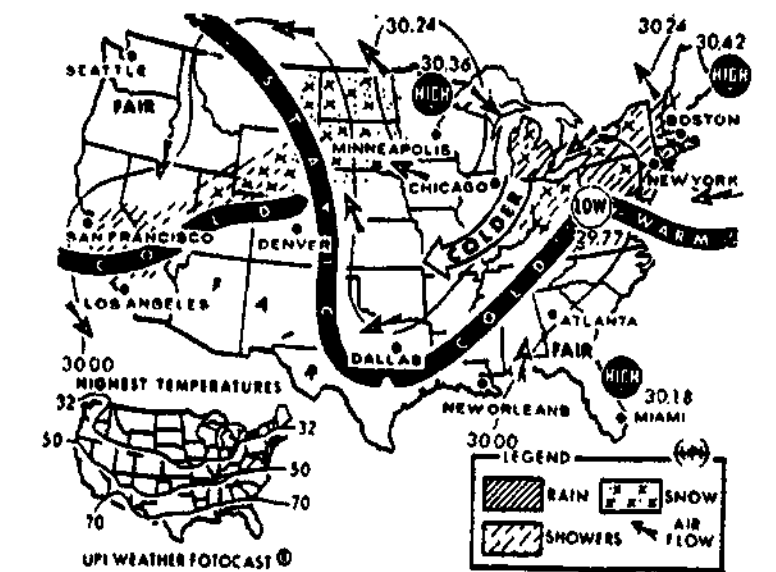 30.24
30.24
30.42
30.36
HIGH
HIGH
SEATTLE
FAIR
STATIC
BOSTON
MINNEAPOLIS
CHICAGO
NEW YORK
COLDER
LOW
WARM
SAN FRANCISCO
COLD
DENVER
29.77
COLD
LOS ANGELES
F
A
ATLANTA
DALLAS
FAIR
30.00
HIGH
30.18
HIGHEST TEMPERATURES
NEW ORLEANS
MIAMI
32
32
30.00
50
LEGEND
UPI
50
RAIN
SNOW
70
70
SHOWERS
AIR
FLOW
UPI WEATHER FOTOCAST ®